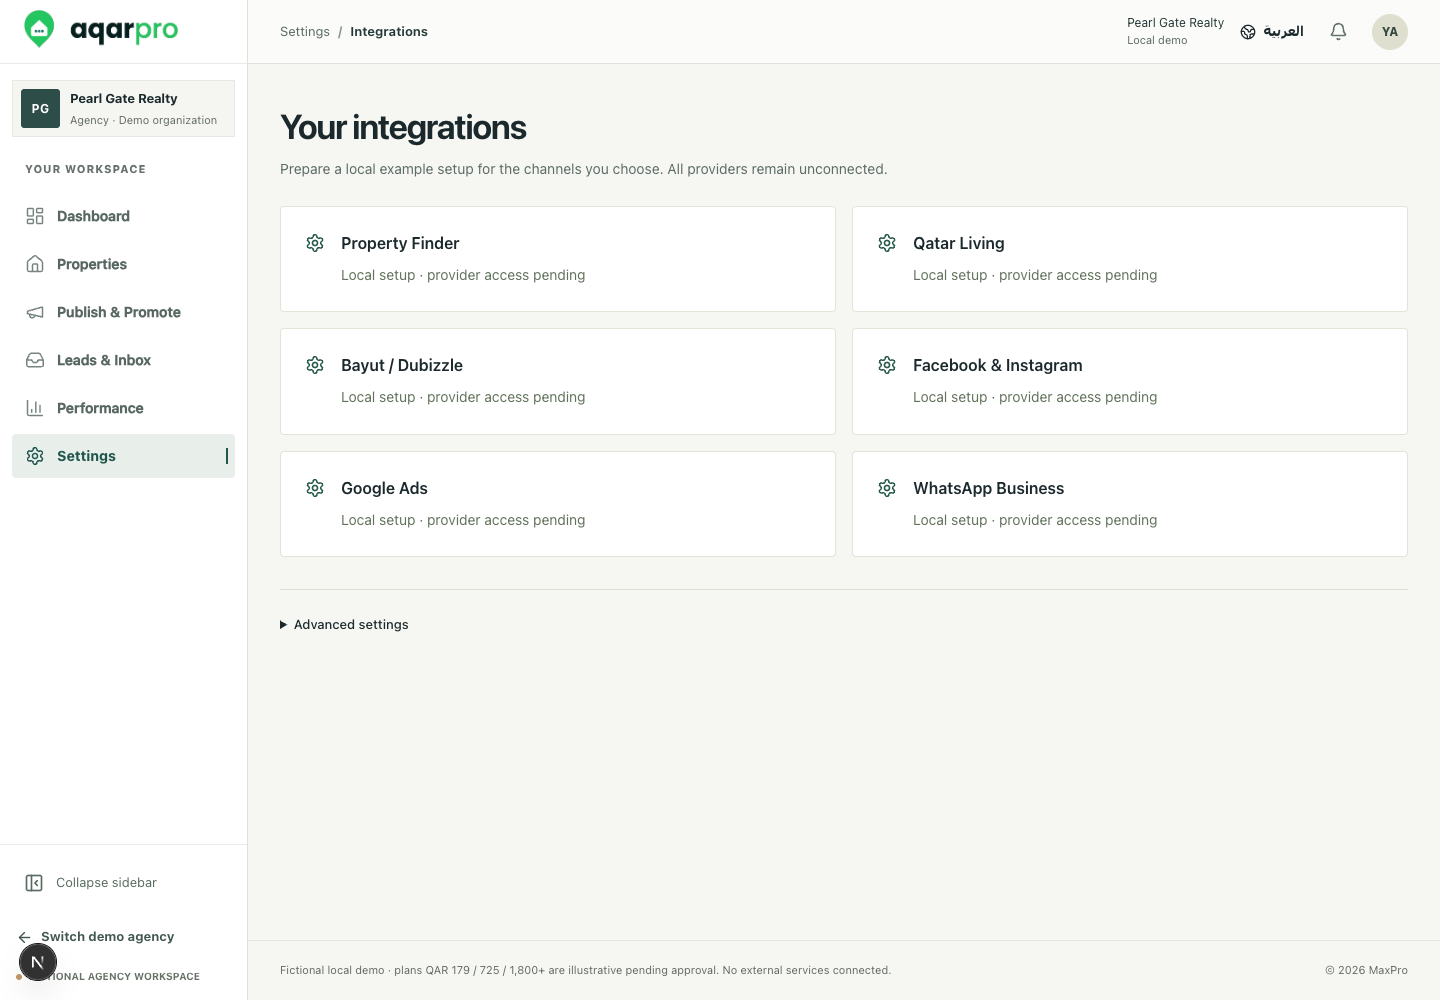 aqarpro
Settings / Integrations
Pearl Gate Realty
Local demo
العربية
YA
PG
Pearl Gate Realty
Agency · Demo organization
YOUR WORKSPACE
Dashboard
Properties
Publish & Promote
Leads & Inbox
Performance
Settings
Your integrations
Prepare a local example setup for the channels you choose. All providers remain unconnected.
Property Finder
Local setup · provider access pending
Qatar Living
Local setup · provider access pending
Bayut / Dubizzle
Local setup · provider access pending
Facebook & Instagram
Local setup · provider access pending
Google Ads
Local setup · provider access pending
WhatsApp Business
Local setup · provider access pending
Advanced settings
Collapse sidebar
Switch demo agency
N
AGENCY WORKSPACE
Fictional local demo · plans QAR 179 / 725 / 1,800+ are illustrative pending approval. No external services connected.
© 2026 MaxPro